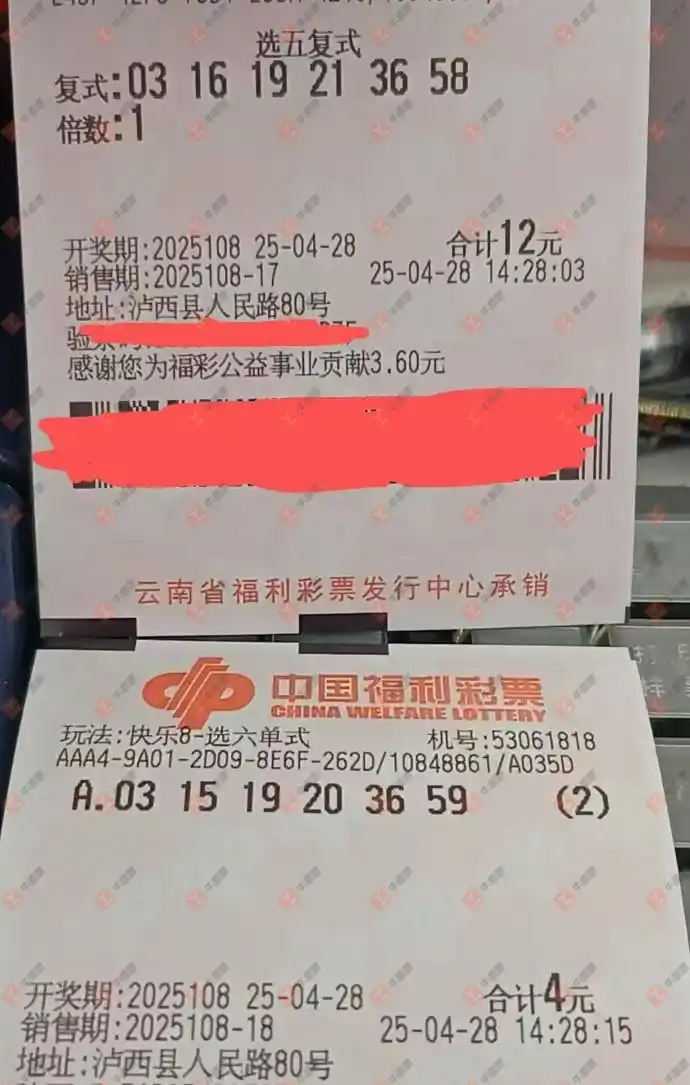 选五复式
复式:03 16 19 21 36 58
倍数:1
开奖期:2025108 25-04-28 合计12元
销售期:2025108-17 25-04-28 14:28:03
地址:泸西县人民路80号
感谢您为福彩公益事业贡献3.60元
云南省福利彩票发行中心承销
中国福利彩票
CHINA WELFARE LOTTERY
玩法:快乐8-选六单式 机号:53061818
AAA4-9A01-2D09-8E6F-262D/10848861/A035D
A.03 15 19 20 36 59 (2)
开奖期:2025108 25-04-28 合计4元
销售期:2025108-18 25-04-28 14:28:15
地址:泸西县人民路80号